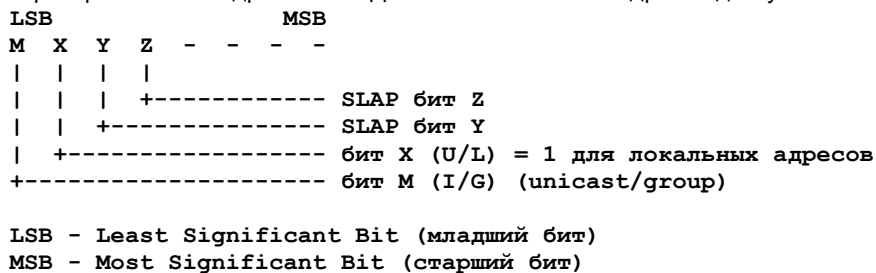 LSB                 MSB
M  X  Y  Z  -  -  -  -
|  |  |  |
|  |  |  +------------ SLAP бит Z
|  |  +--------------- SLAP бит Y
|  +------------------ бит X (U/L) = 1 для локальных адресов
+--------------------- бит M (I/G) (unicast/group)
LSB - Least Significant Bit (младший бит)
MSB - Most Significant Bit (старший бит)